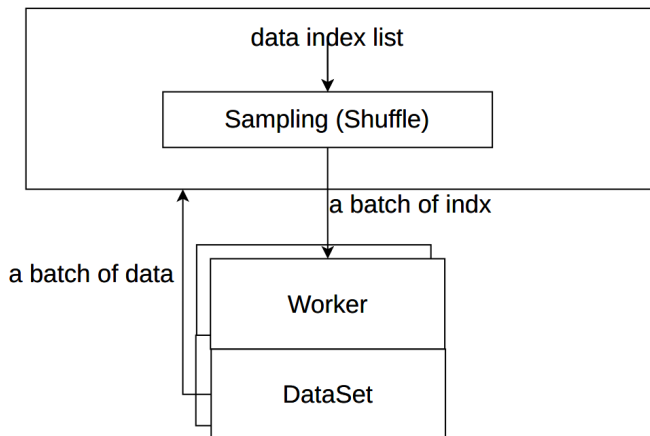 data index list
Sampling (Shuffle)
a batch of indx
a batch of data
Worker
DataSet